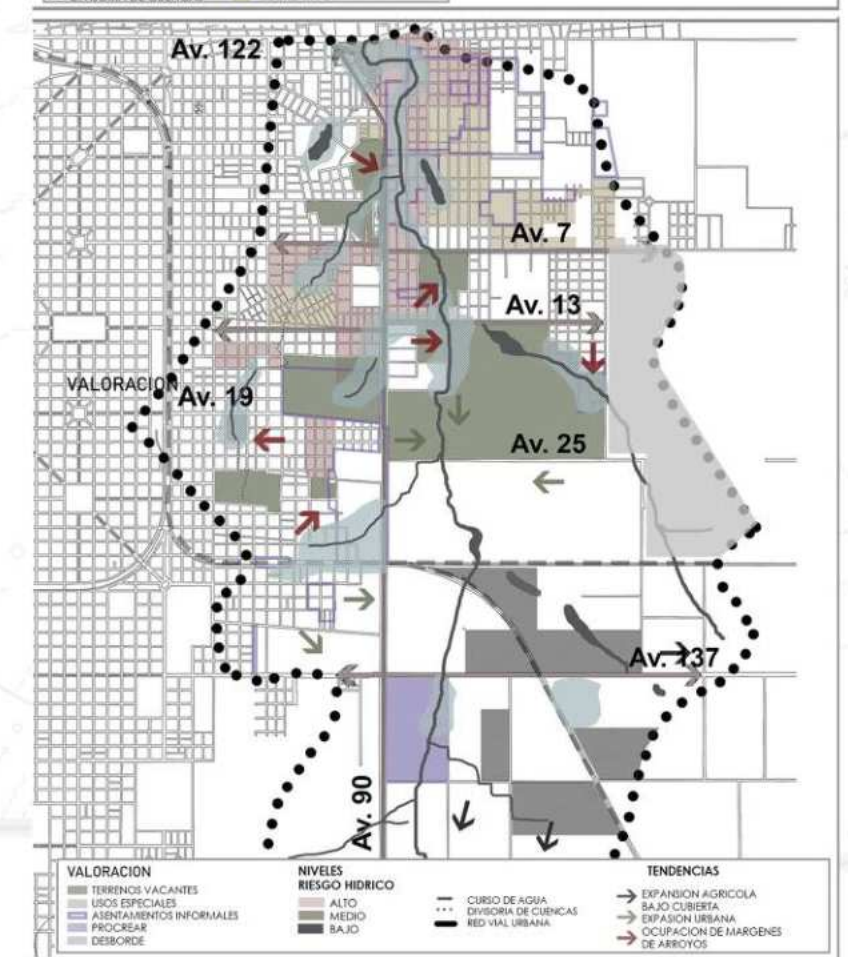 Av. 122
Av. 7
Av. 13
VALORACION
Av. 19
Av. 25
Av. 137
Av. 90
VALORACION
TERRENOS VACANTES
USOS ESPECIALES
ASENTAMIENTOS INFORMALES
PROCREAR
DESBORDE
NIVELES
RIESGO HIDRICO
ALTO
MEDIO
BAJO
CURSO DE AGUA
DIVISORIA DE CUENCAS
RED VIAL URBANA
TENDENCIAS
EXPANSION AGRICOLA
BAJO CUBIERTA
EXPASION URBANA
OCUPACION DE MARGENES
DE ARROYOS